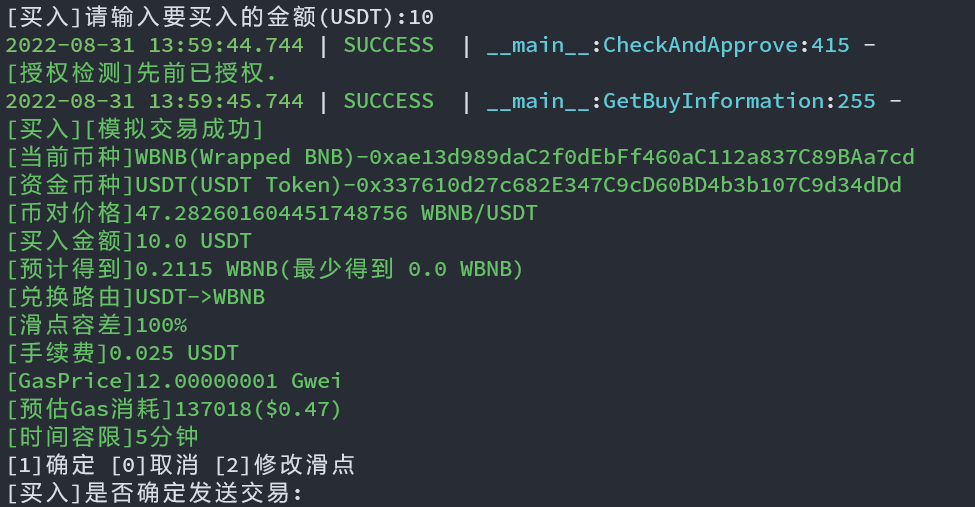 [买入]请输入要买入的金额(USDT):10
2022-08-31 13:59:44.744 | SUCCESS  | __main__:CheckAndApprove:415 -
[授权检测]先前已授权.
2022-08-31 13:59:45.744 | SUCCESS  | __main__:GetBuyInformation:255 -
[买入][模拟交易成功]
[当前币种]WBNB(Wrapped BNB)-0xae13d989daC2f0dEbFf460aC112a837C89BAa7cd
[资金币种]USDT(USDT Token)-0x337610d27c682E347C9cD60BD4b3b107C9d34dDd
[币对价格]47.282601604451748756 WBNB/USDT
[买入金额]10.0 USDT
[预计得到]0.2115 WBNB(最少得到 0.0 WBNB)
[兑换路由]USDT->WBNB
[滑点容差]100%
[手续费]0.025 USDT
[GasPrice]12.00000001 Gwei
[预估Gas消耗]137018($0.47)
[时间容限]5分钟
[1]确定 [0]取消 [2]修改滑点
[买入]是否确定发送交易: